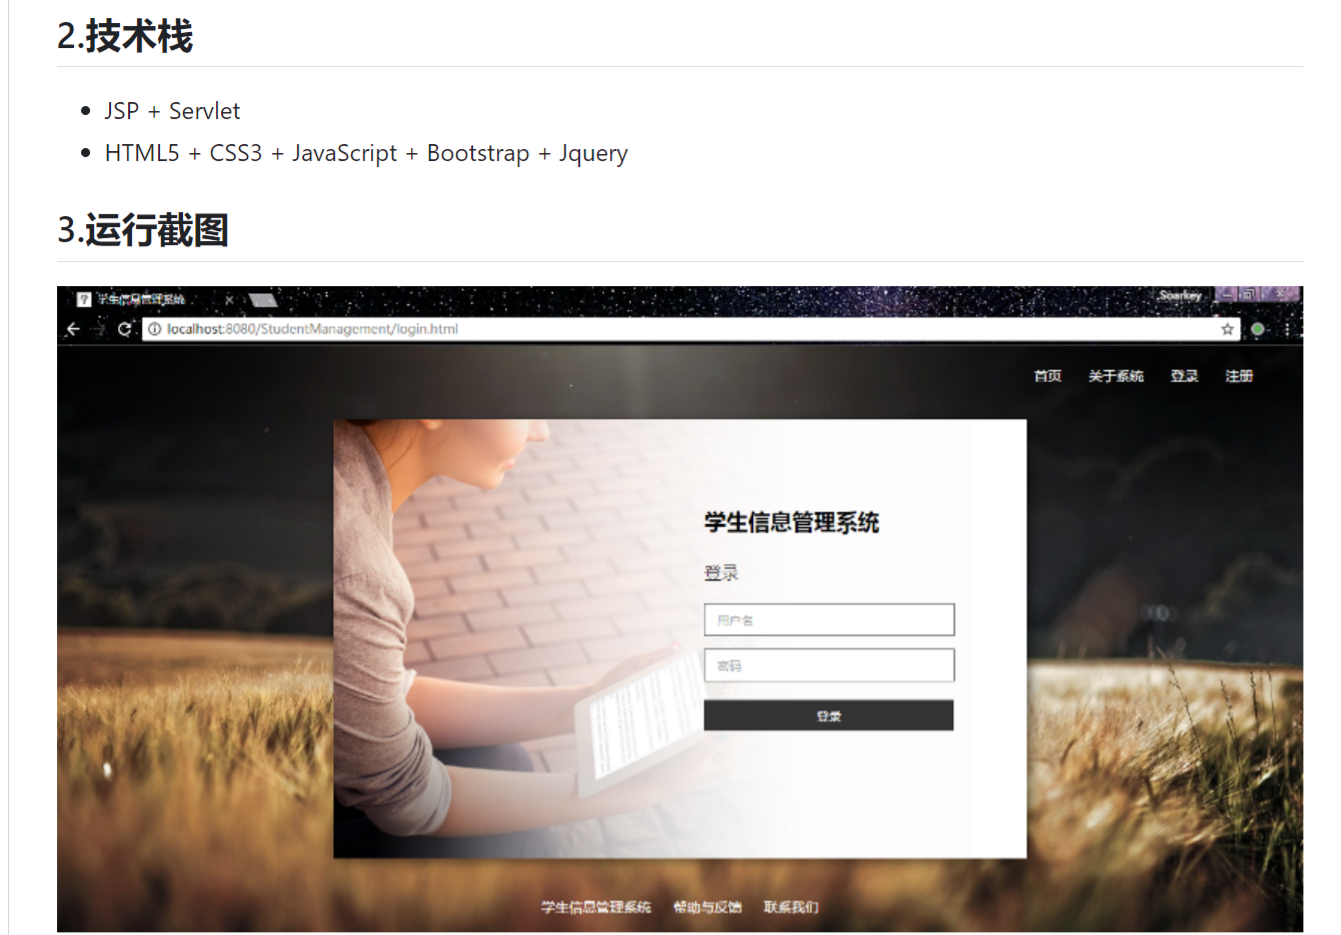 2.技术栈
JSP + Servlet
HTML5 + CSS3 + JavaScript + Bootstrap + Jquery
3.运行截图
学生信息管理系统
Soarkey
localhost:8080/StudentManagement/login.html
首页 关于系统 登录 注册
学生信息管理系统
登录
用户名
密码
登录
学生信息管理系统 帮助与反馈 联系我们